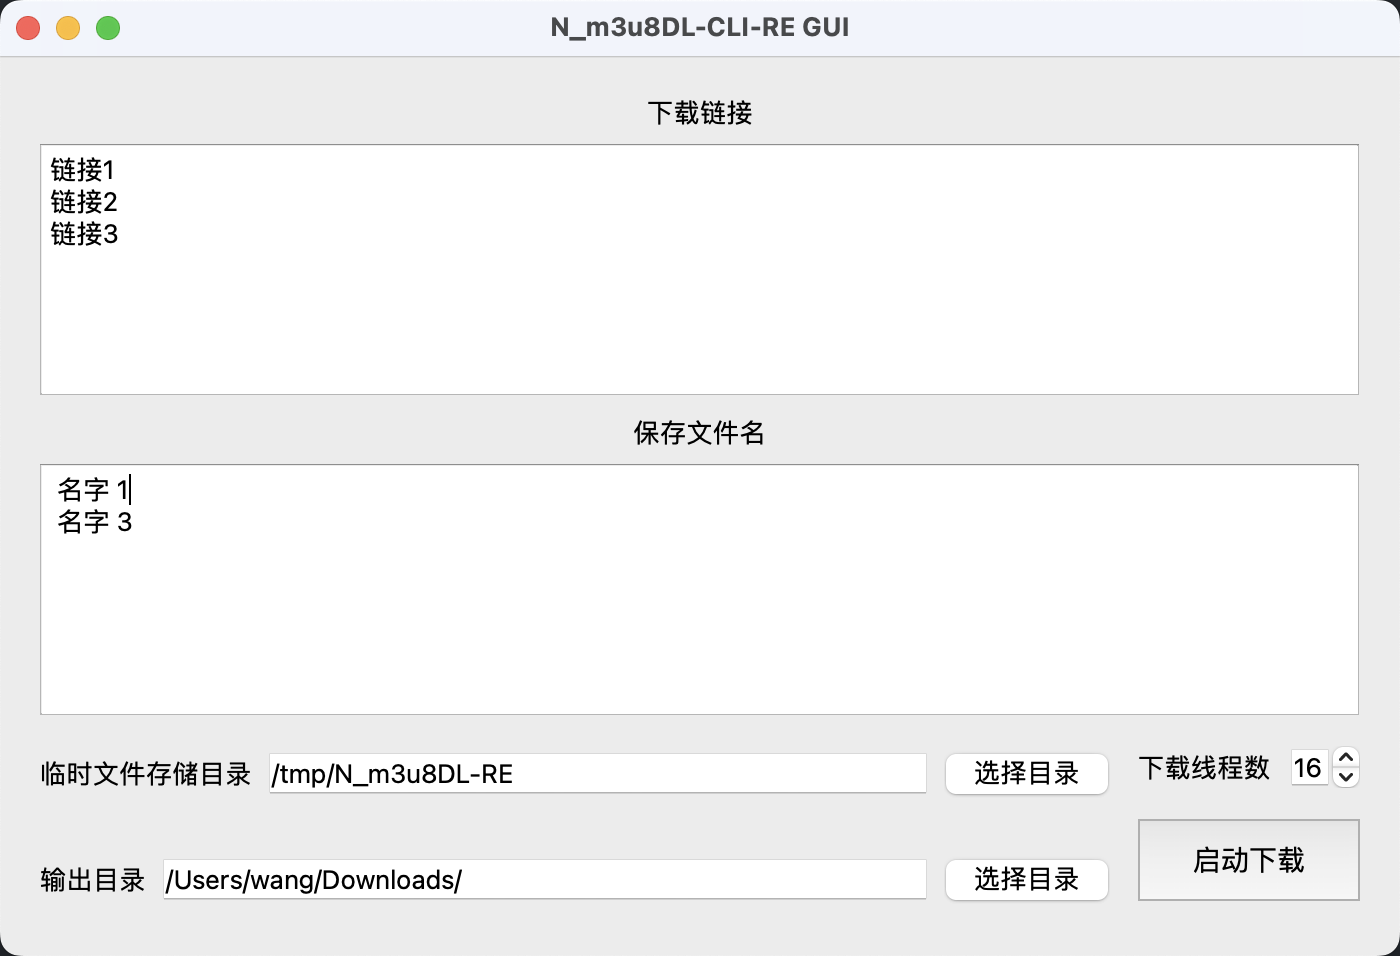 N_m3u8DL-CLI-RE GUI
下载链接
链接1
链接2
链接3
保存文件名
名字 1
名字 3
临时文件存储目录 /tmp/N_m3u8DL-RE 选择目录 下载线程数 16
输出目录 /Users/wang/Downloads/ 选择目录 启动下载